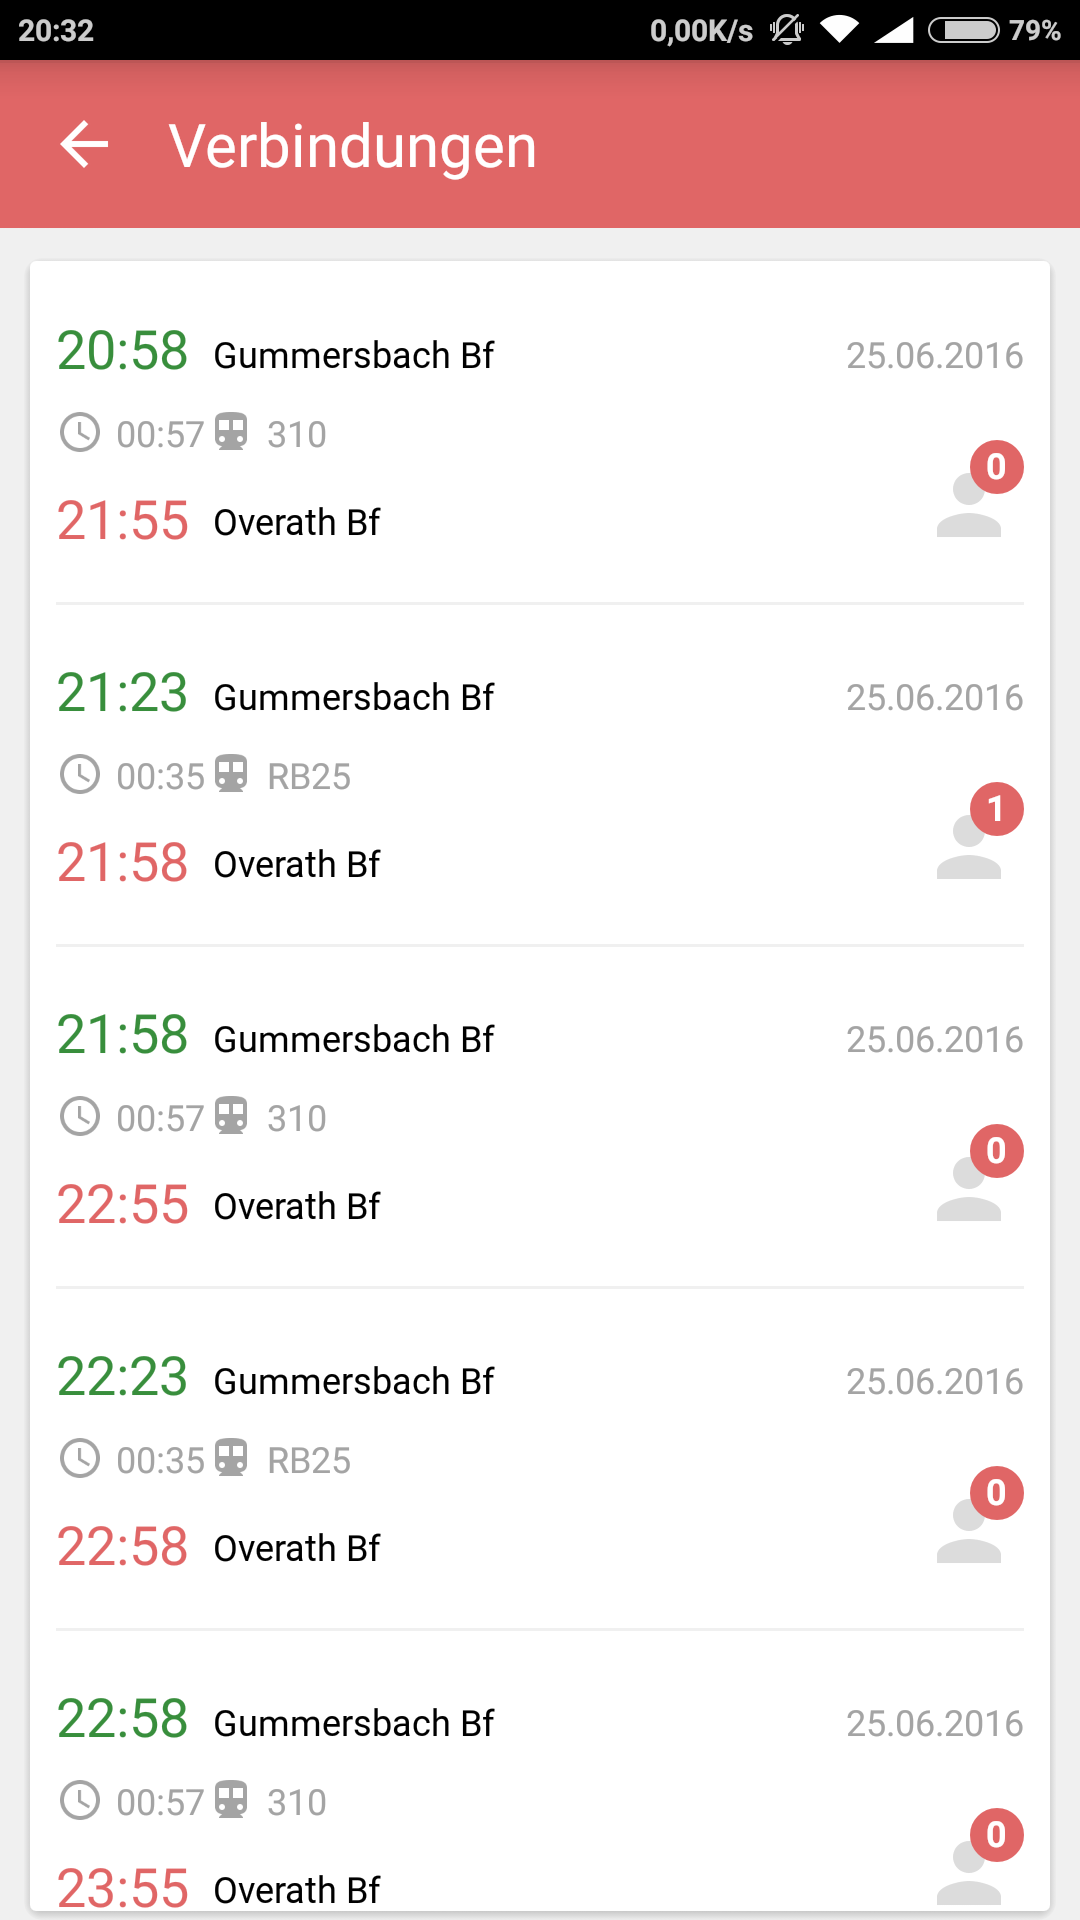 20:32 0,00K/s 79%
Verbindungen
20:58 Gummersbach Bf 25.06.2016
00:57 310
0
21:55 Overath Bf
21:23 Gummersbach Bf 25.06.2016
00:35 RB25
1
21:58 Overath Bf
21:58 Gummersbach Bf 25.06.2016
00:57 310
0
22:55 Overath Bf
22:23 Gummersbach Bf 25.06.2016
00:35 RB25
0
22:58 Overath Bf
22:58 Gummersbach Bf 25.06.2016
00:57 310
0
23:55 Overath Bf